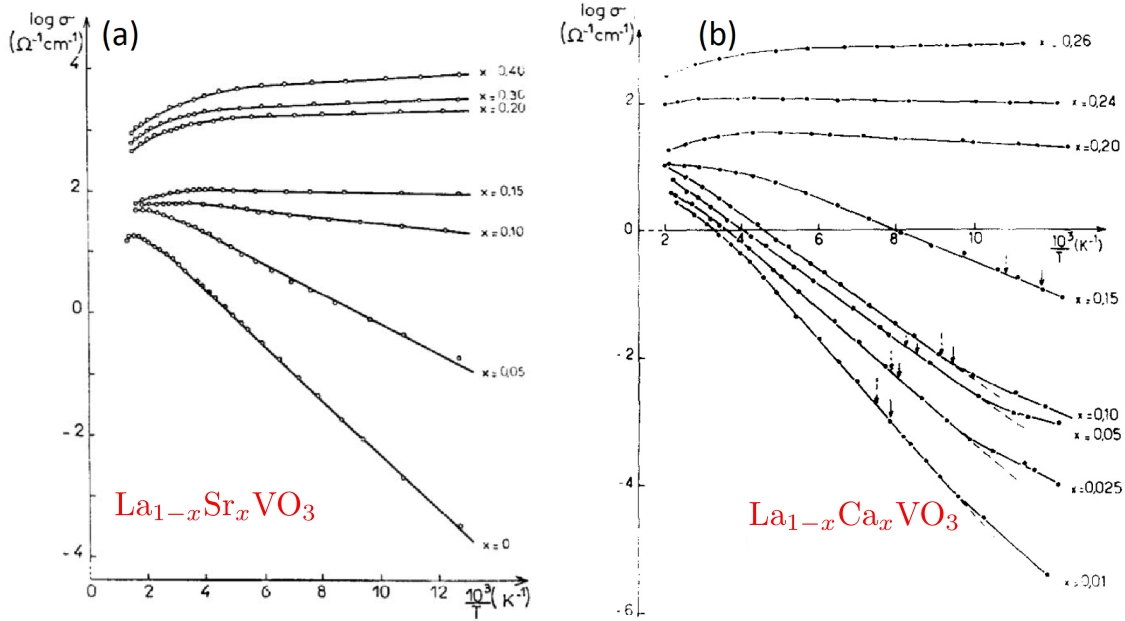 log σ
(Ω⁻¹cm⁻¹)
(a)
4
2
0
-2
-4
x = 0,40
x = 0,30
x = 0,20
x = 0,15
x = 0,10
x = 0,05
x = 0
La₁₋ₓSrₓVO₃
0 2 4 6 8 10 12
10³/T (K⁻¹)
log σ
(Ω⁻¹cm⁻¹)
(b)
2
0
-2
-4
-6
2 4 6 8 10
10³/T (K⁻¹)
x = 0,26
x = 0,24
x = 0,20
x = 0,15
x = 0,10
x = 0,05
x = 0,025
x = 0,01
La₁₋ₓCaₓVO₃